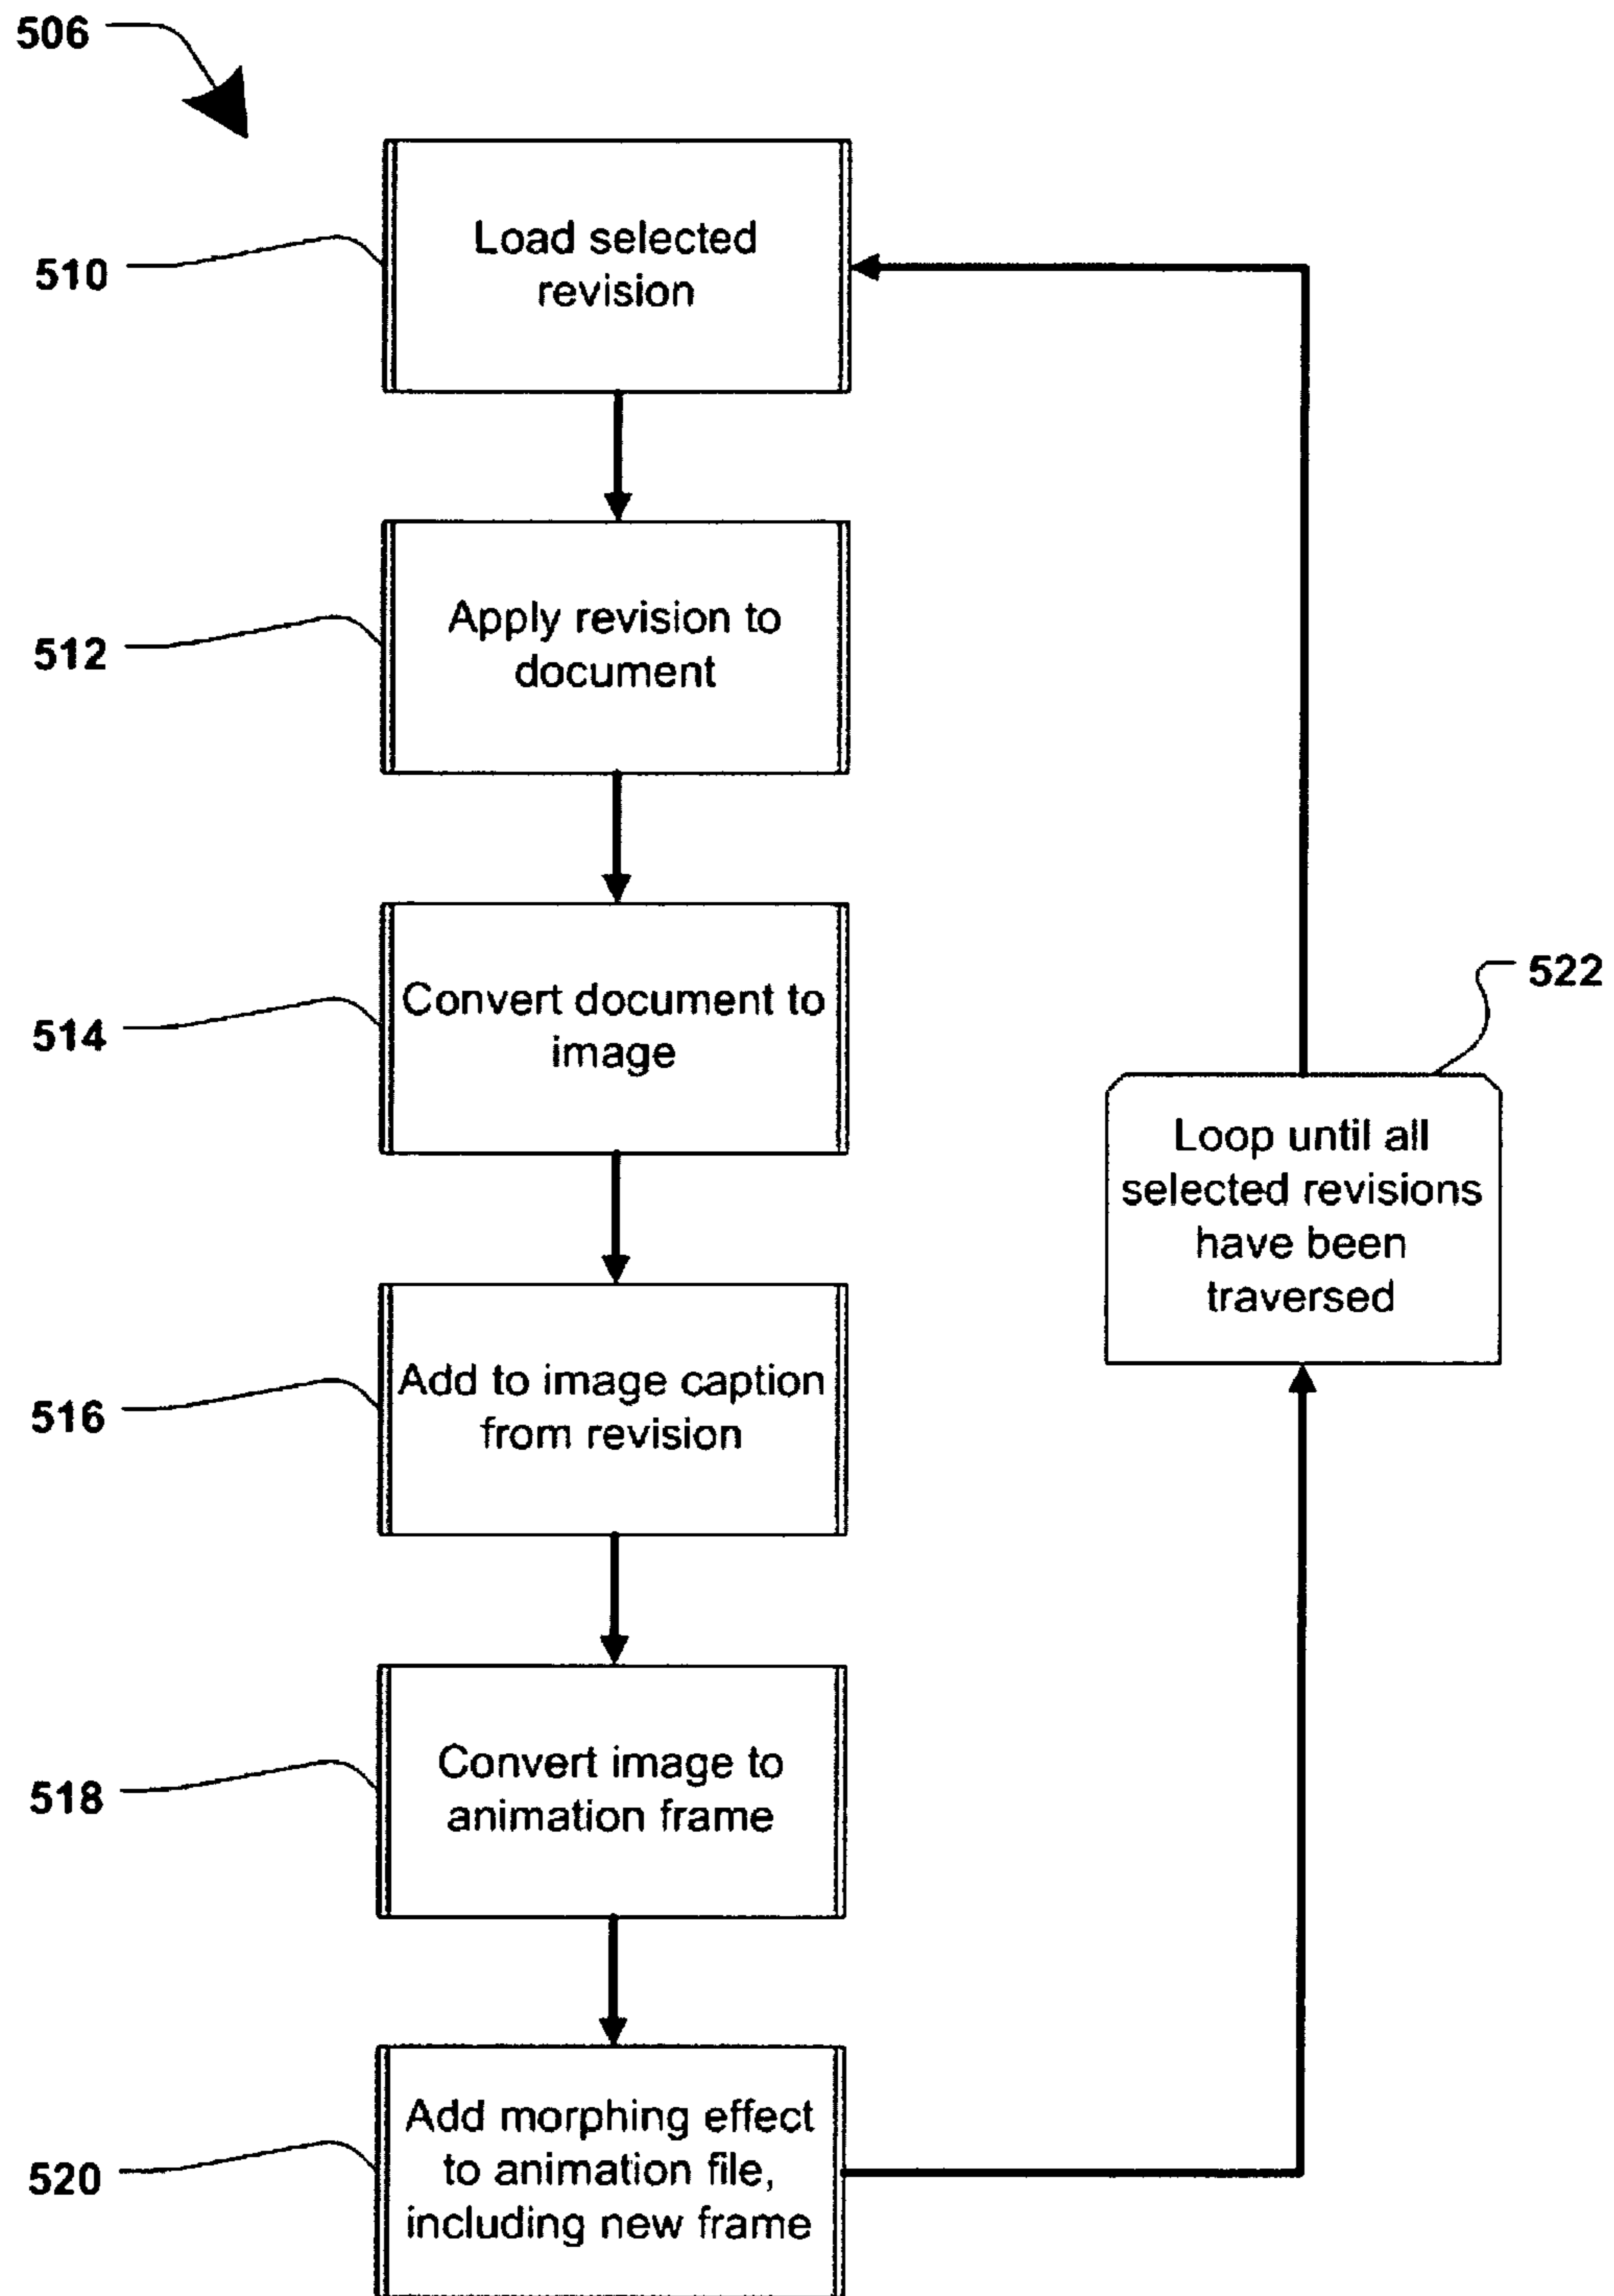 506
510
Load selected
revision
512
Apply revision to
document
514
Convert document to
image
522
Loop until all
selected revisions
have been
traversed
516
Add to image caption
from revision
518
Convert image to
animation frame
520
Add morphing effect
to animation file,
including new frame